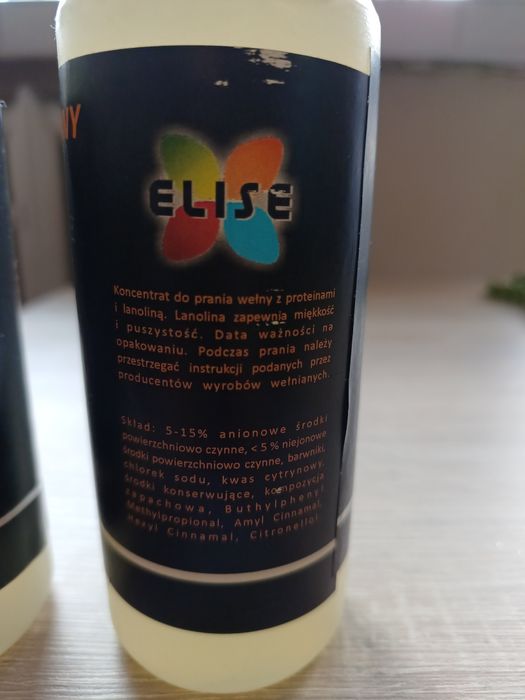 WY
ELISE
Koncentrat do prania wełny z proteinami
i lanoliną. Lanolina zapewnia miękkość
i puszystość. Data ważności na
opakowaniu. Podczas prania należy
przestrzegać instrukcji podanych przez
producentów wyrobów wełnianych.
Skład: 5-15% anionowe środki
powierzchniowo czynne, < 5 % niejonowe
środki powierzchniowo czynne, barwniki,
chlorek sodu, kwas cytrynowy,
środki konserwujące, kompozycja
zapachowa, Buthylphenyl
Methylpropional, Amyl Cinnamal,
Hexyl Cinnamal, Citronellol.